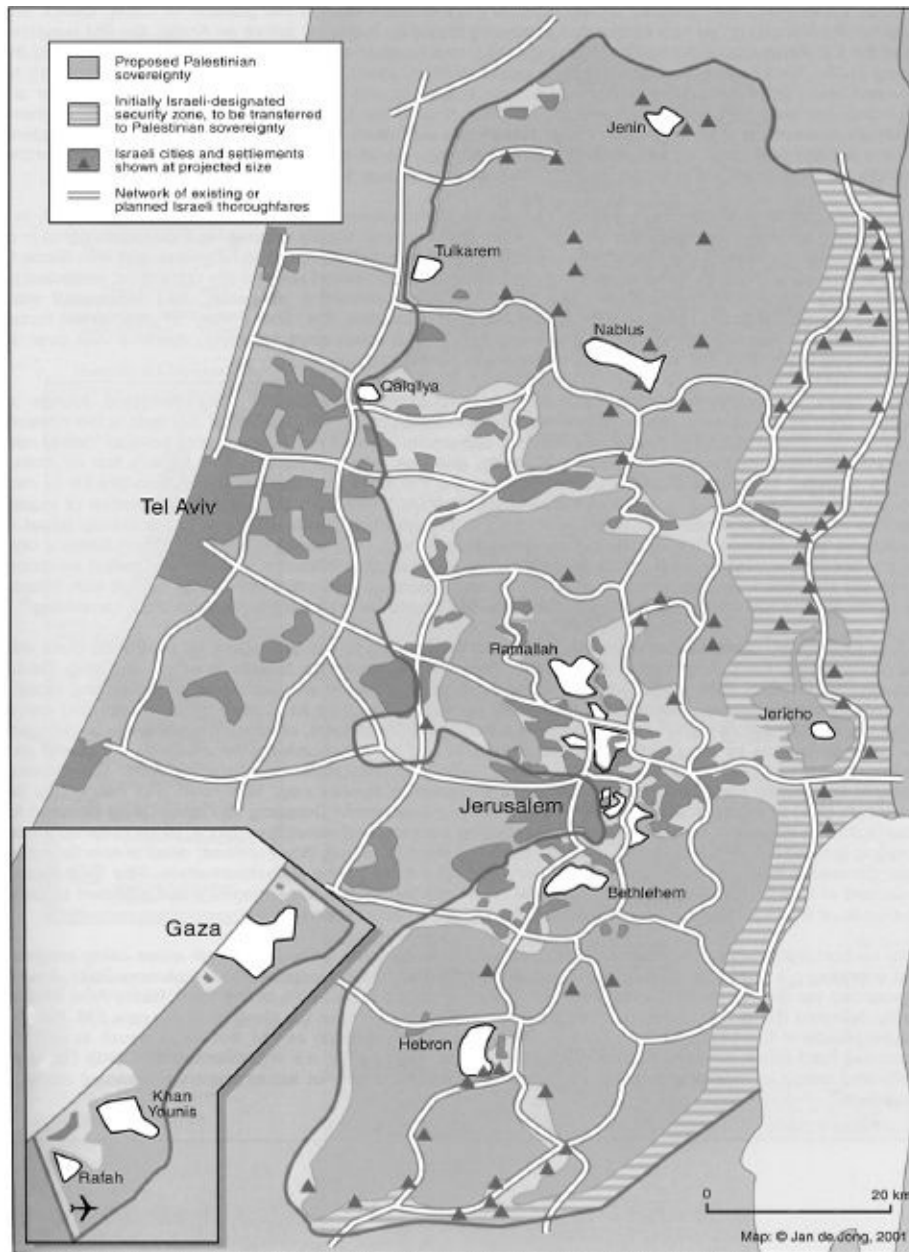 Proposed Palestinian
sovereignty
Initially Israeli-designated
security zone, to be transferred
to Palestinian sovereignty
Israeli cities and settlements
shown at projected size
Network of existing or
planned Israeli thoroughfares
Jenin
Tulkarem
Nablus
Qalqilya
Tel Aviv
Ramallah
Jericho
Jerusalem
Bethlehem
Gaza
Hebron
Khan
Younis
Rafah
0 20 km
Map: © Jan de Jong, 2001